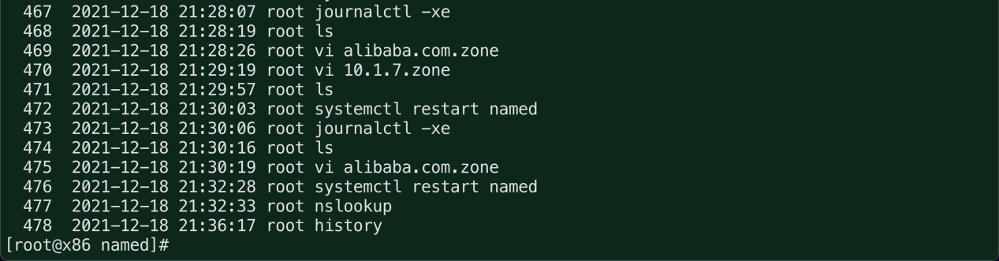 467 2021-12-18 21:28:07 root journalctl -xe
468 2021-12-18 21:28:19 root ls
469 2021-12-18 21:28:26 root vi alibaba.com.zone
470 2021-12-18 21:29:19 root vi 10.1.7.zone
471 2021-12-18 21:29:57 root ls
472 2021-12-18 21:30:03 root systemctl restart named
473 2021-12-18 21:30:06 root journalctl -xe
474 2021-12-18 21:30:16 root ls
475 2021-12-18 21:30:19 root vi alibaba.com.zone
476 2021-12-18 21:32:28 root systemctl restart named
477 2021-12-18 21:32:33 root nslookup
478 2021-12-18 21:36:17 root history
[root@x86 named]#